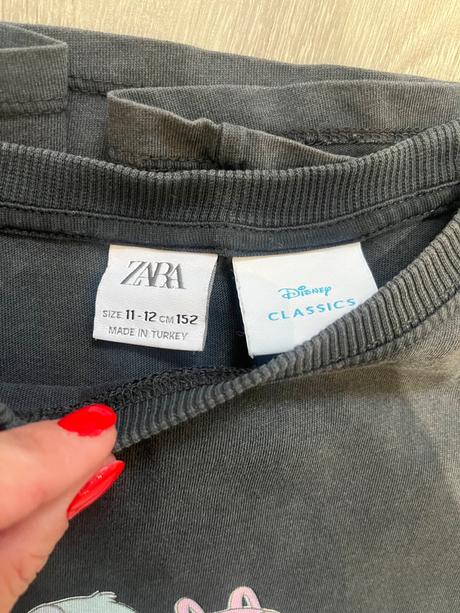 ZARA
SIZE 11-12 CM 152
MADE IN TURKEY
Disney
CLASSICS